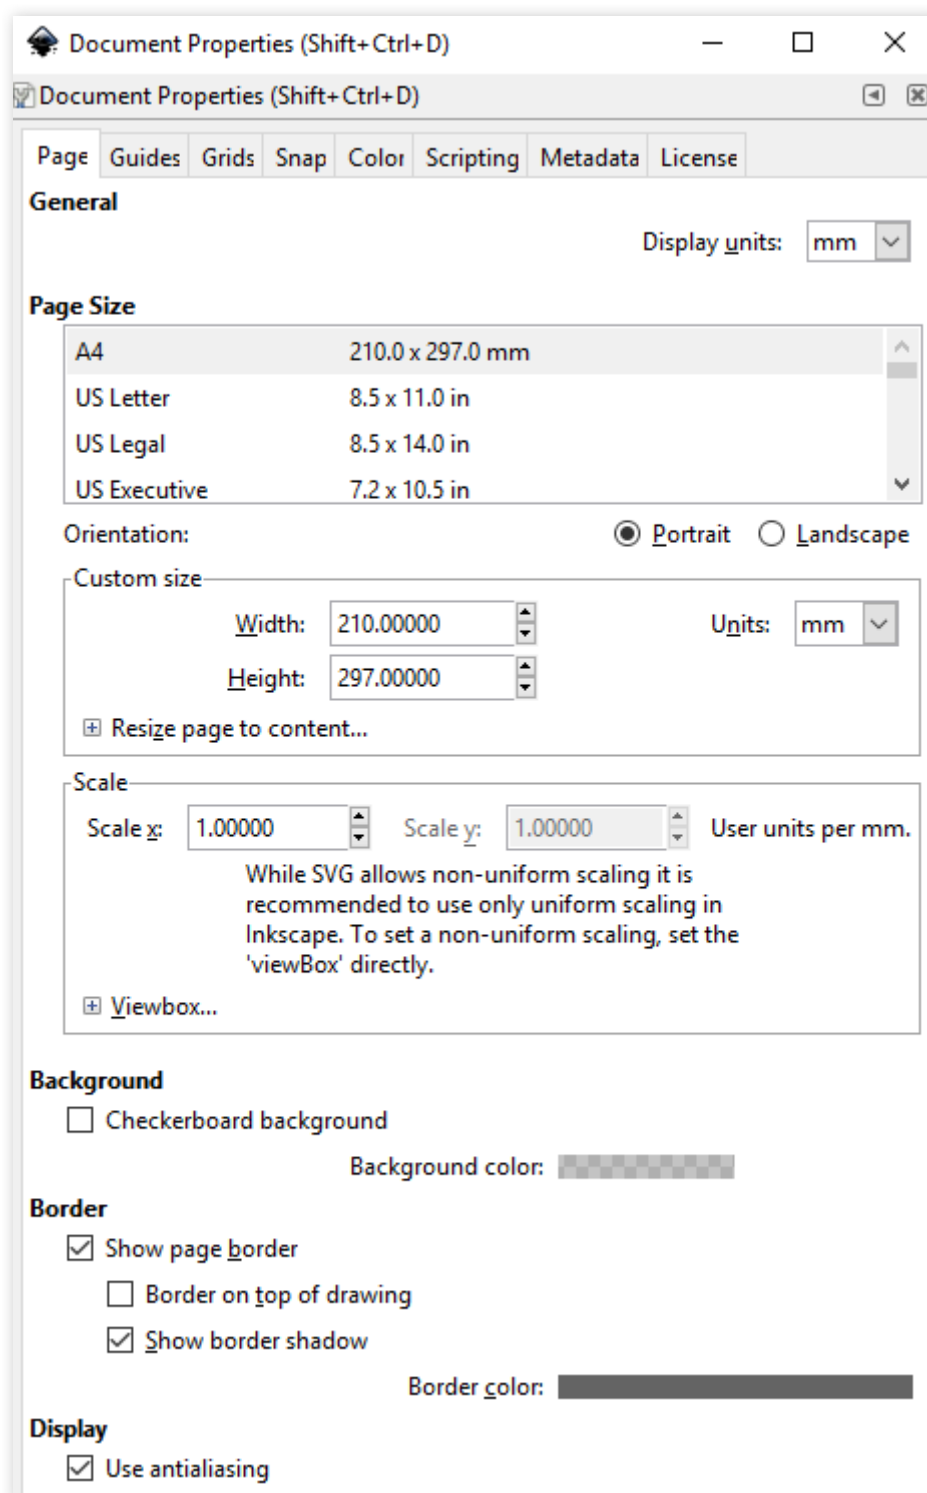 Document Properties (Shift+Ctrl+D)
Document Properties (Shift+Ctrl+D)
Page Guides Grids Snap Color Scripting Metadata License
General
Display units: mm
Page Size
A4 210.0 x 297.0 mm
US Letter 8.5 x 11.0 in
US Legal 8.5 x 14.0 in
US Executive 7.2 x 10.5 in
Orientation: Portrait Landscape
Custom size
Width: 210.00000 Units: mm
Height: 297.00000
Resize page to content...
Scale
Scale x: 1.00000 Scale y: 1.00000 User units per mm.
While SVG allows non-uniform scaling it is
recommended to use only uniform scaling in
Inkscape. To set a non-uniform scaling, set the
'viewBox' directly.
Viewbox...
Background
Checkerboard background
Background color:
Border
Show page border
Border on top of drawing
Show border shadow
Border color:
Display
Use antialiasing